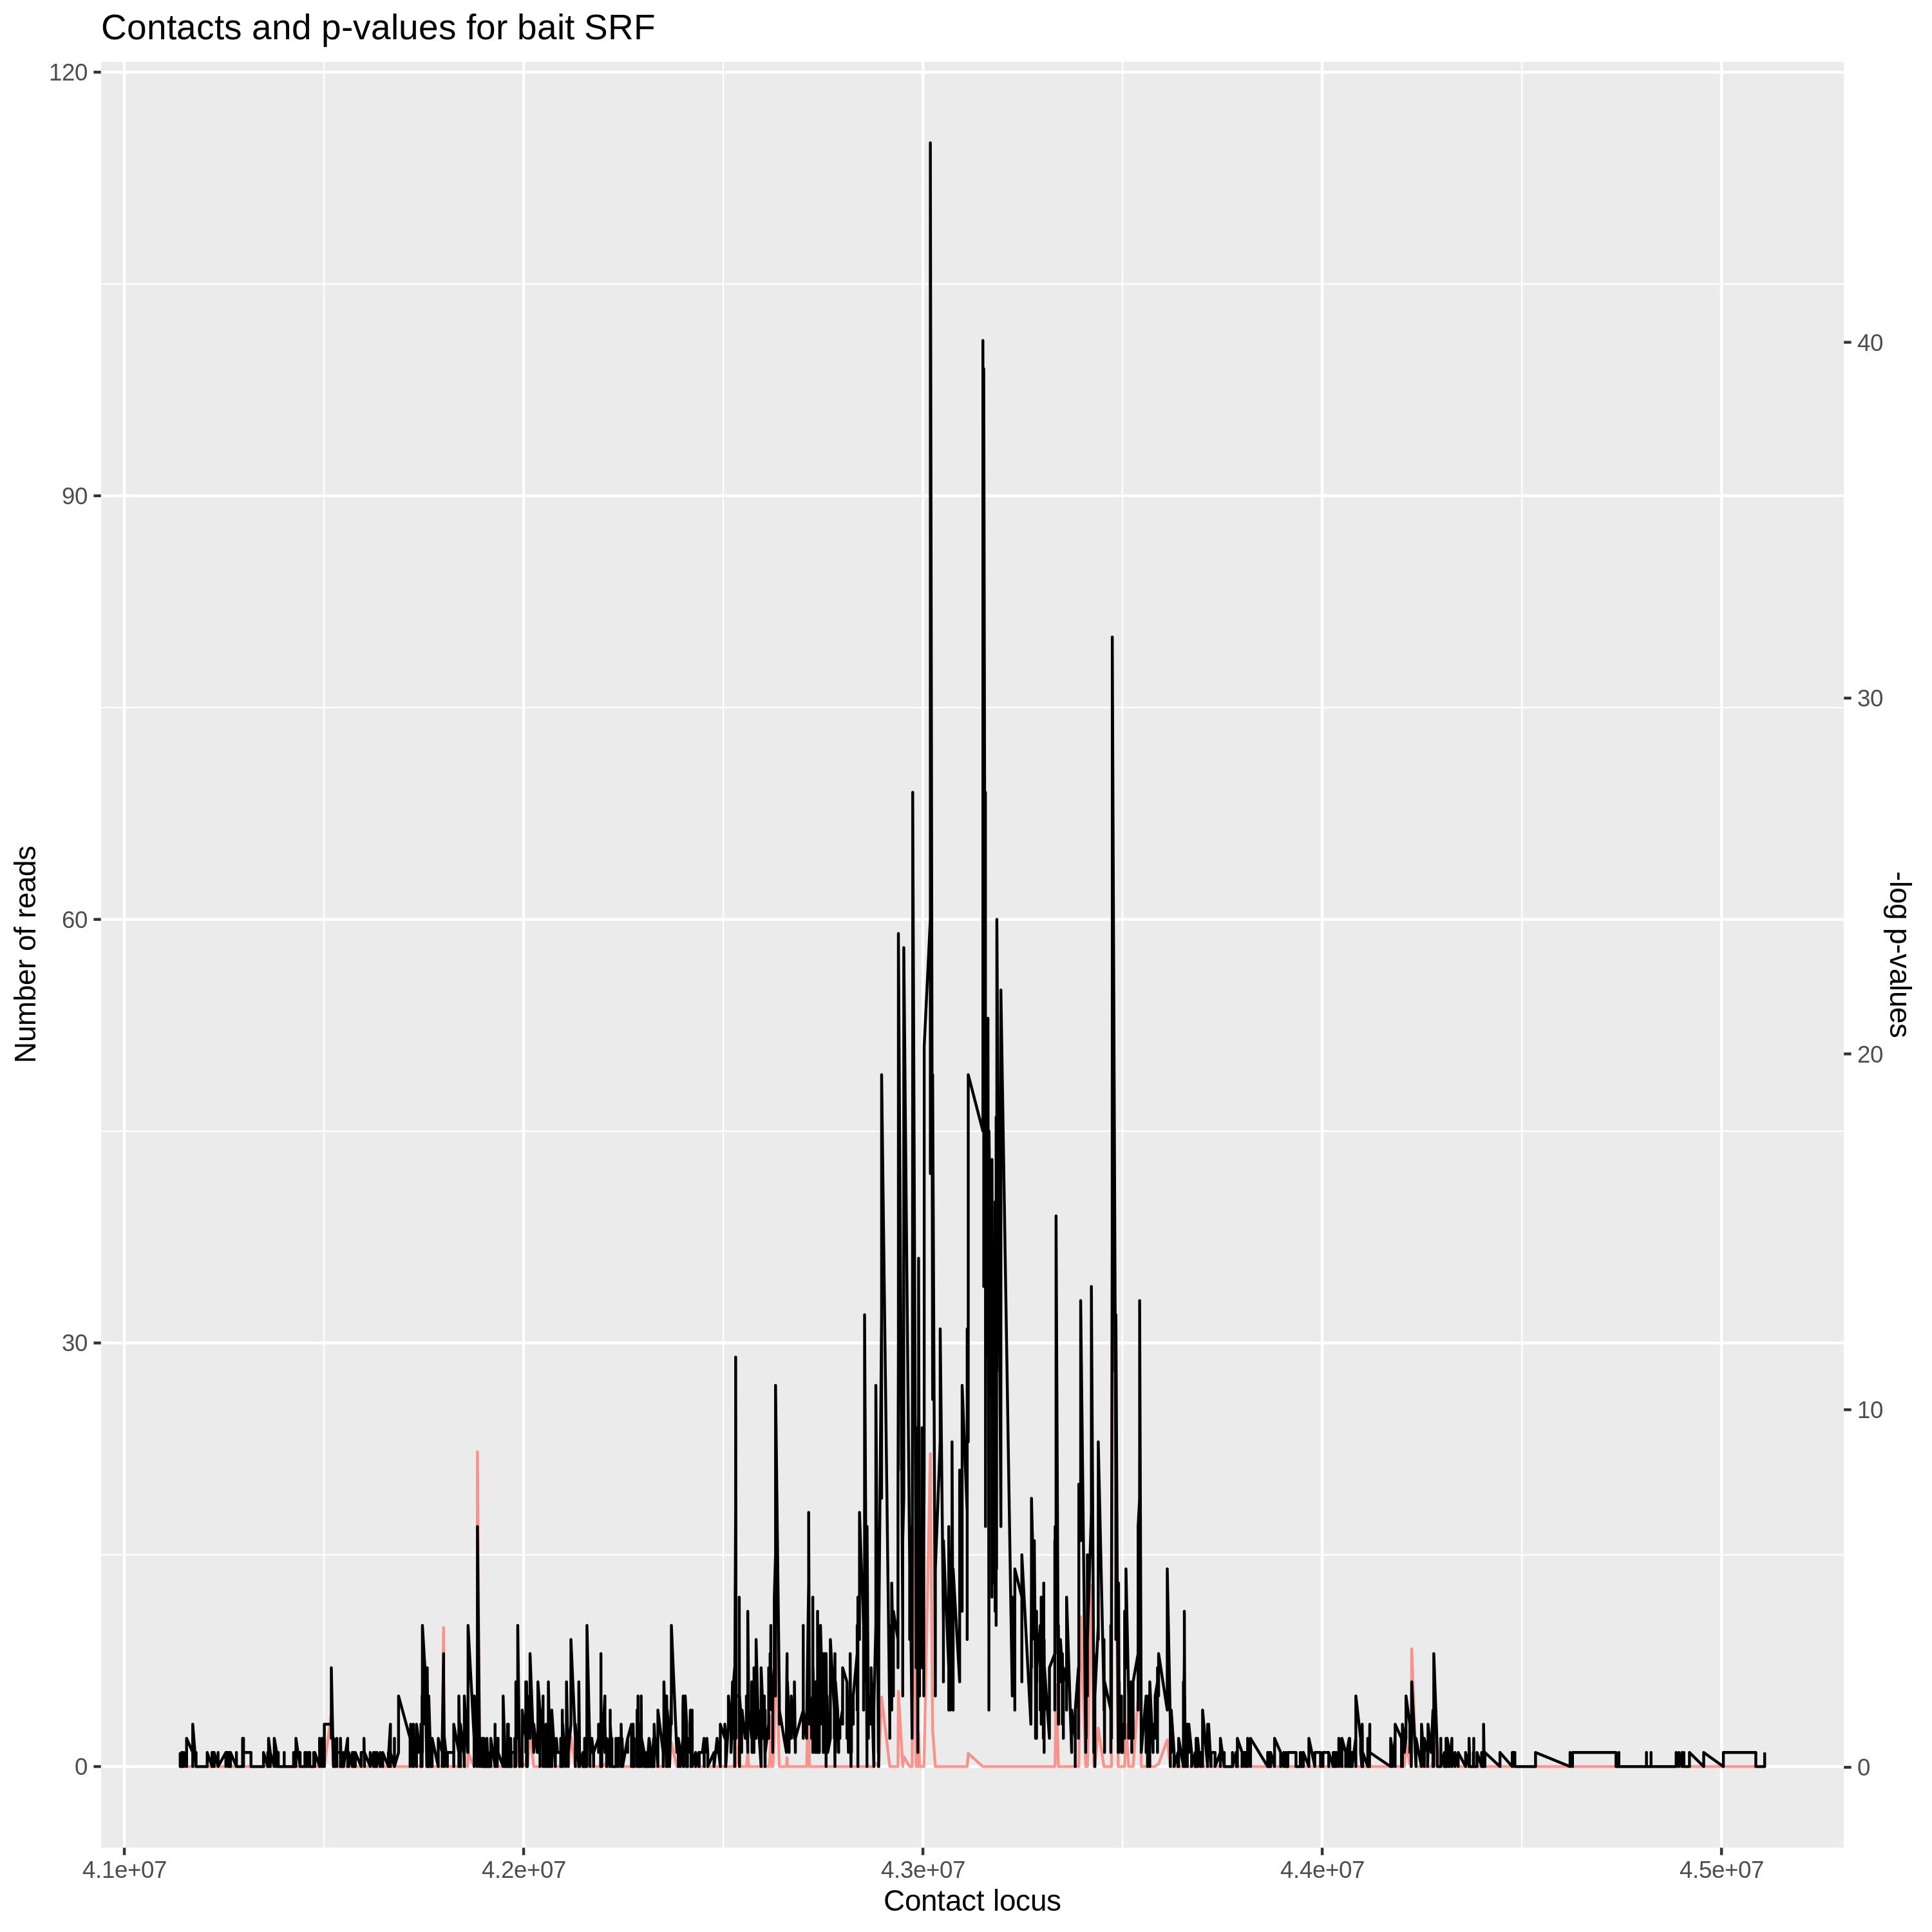 Contacts and p-values for bait SRF
120
90
60
30
0
Number of reads
40
30
20
10
0
-log p-values
4.1e+07
4.2e+07
4.3e+07
4.4e+07
4.5e+07
Contact locus